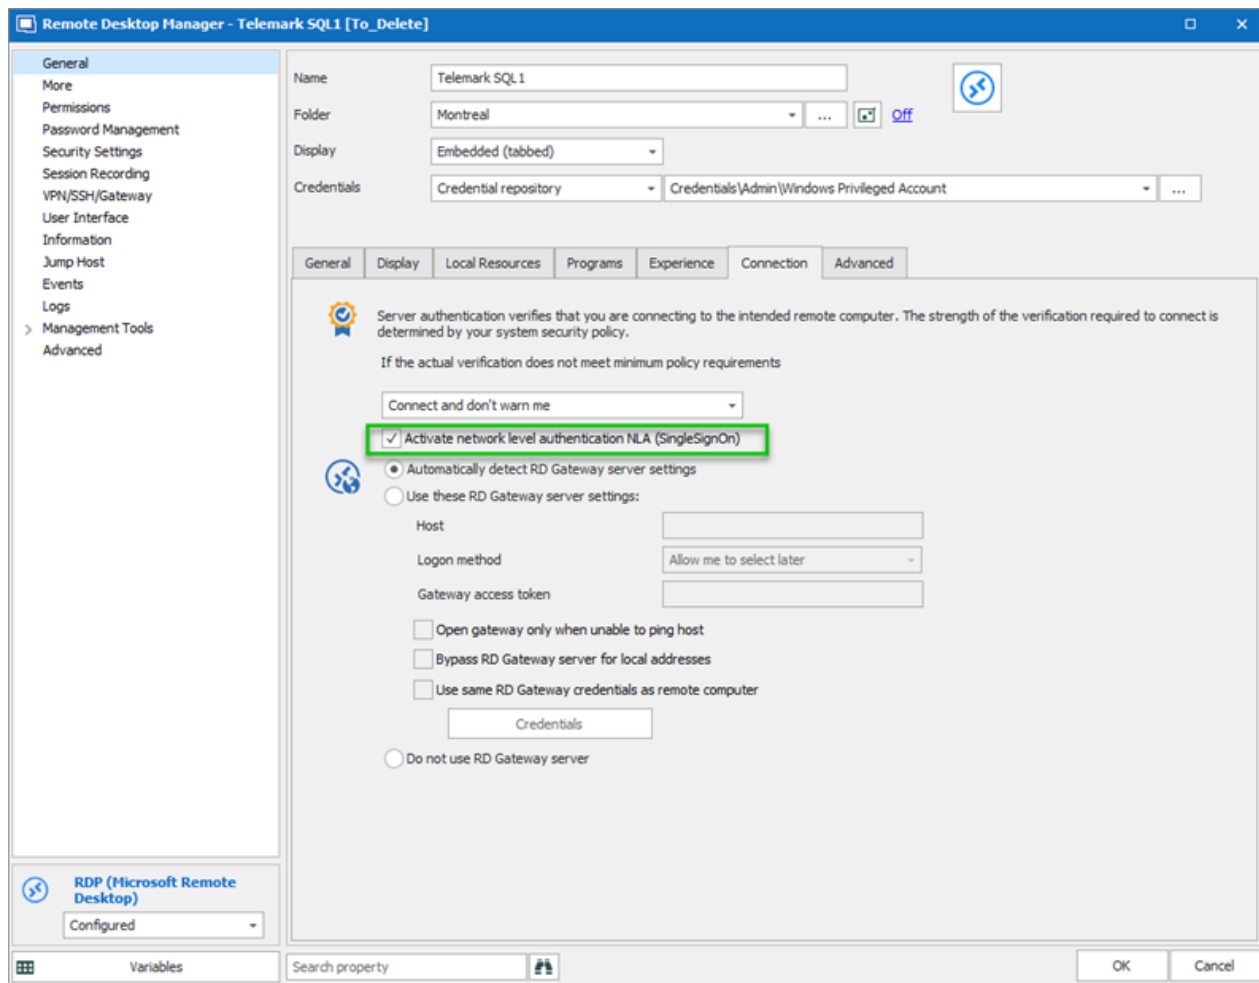 Remote Desktop Manager - Telemark SQL1 [To_Delete]
General
More
Permissions
Password Management
Security Settings
Session Recording
VPN/SSH/Gateway
User Interface
Information
Jump Host
Events
Logs
Management Tools
Advanced
RDP (Microsoft Remote
Desktop)
Configured
Variables
Name
Telemark SQL1
Folder
Montreal
...
Off
Display
Embedded (tabbed)
Credentials
Credential repository
Credentials\Admin\Windows Privileged Account
...
General
Display
Local Resources
Programs
Experience
Connection
Advanced
Server authentication verifies that you are connecting to the intended remote computer. The strength of the verification required to connect is
determined by your system security policy.
If the actual verification does not meet minimum policy requirements
Connect and don't warn me
Activate network level authentication NLA (SingleSignOn)
Automatically detect RD Gateway server settings
Use these RD Gateway server settings:
Host
Logon method
Allow me to select later
Gateway access token
Open gateway only when unable to ping host
Bypass RD Gateway server for local addresses
Use same RD Gateway credentials as remote computer
Credentials
Do not use RD Gateway server
Search property
OK
Cancel